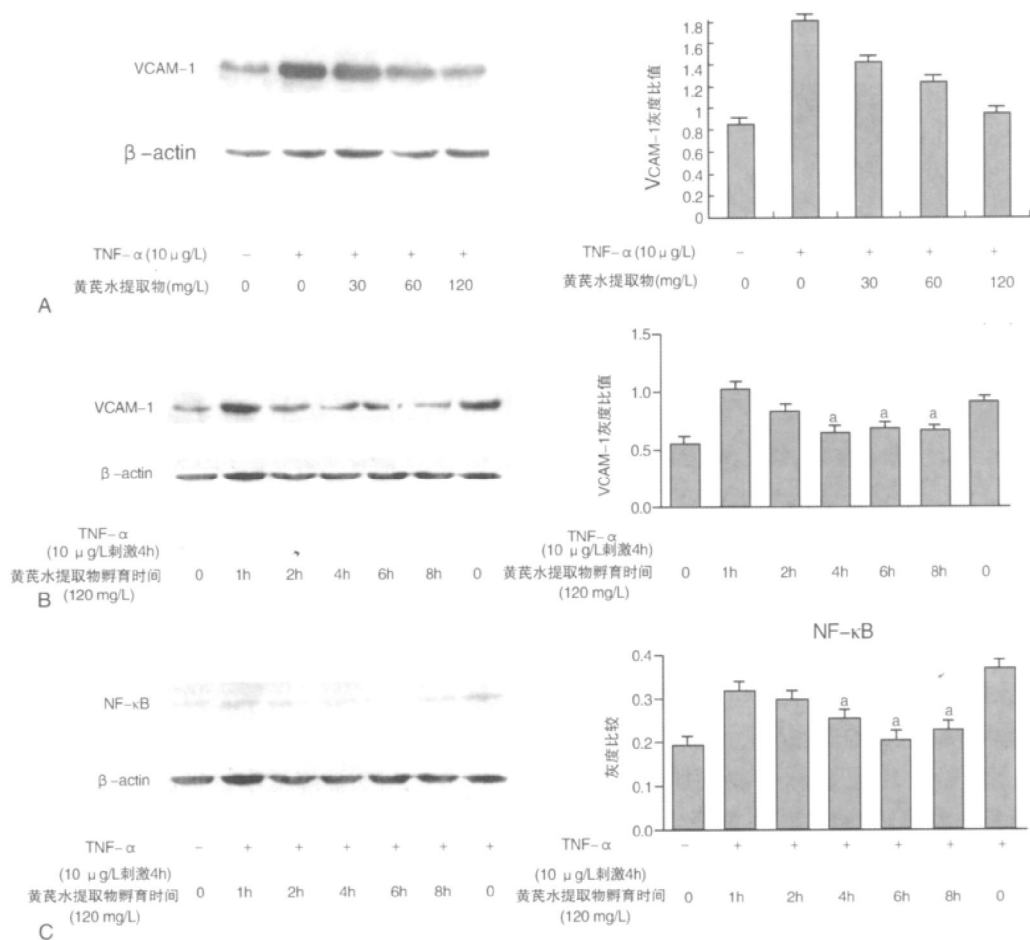 VCAM-1
β-actin
TNF-α(10 μg/L) - + + + +
黄芪水提取物(mg/L) 0 0 30 60 120
A
VCAM-1灰度比值
1.8
1.6
1.4
1.2
1
0.8
0.6
0.4
0.2
0
TNF-α(10 μg/L) - + + + +
黄芪水提取物(mg/L) 0 0 30 60 120
VCAM-1
β-actin
TNF-α
(10 μg/L刺激4h)
黄芪水提取物孵育时间 0 1h 2h 4h 6h 8h 0
(120 mg/L)
B
VCAM-1灰度比值
1.5
1.0
0.5
0.0
a a a
TNF-α
(10 μg/L刺激4h)
黄芪水提取物孵育时间 0 1h 2h 4h 6h 8h 0
(120 mg/L)
NF-κB
β-actin
TNF-α - + + + + + +
(10 μg/L刺激4h)
黄芪水提取物孵育时间 0 1h 2h 4h 6h 8h 0
(120 mg/L)
C
NF-κB
灰度比较
0.4
0.3
0.2
0.1
0.0
a a a
TNF-α - + + + + + +
(10 μg/L刺激4h)
黄芪水提取物孵育时间 0 1h 2h 4h 6h 8h 0
(120 mg/L)